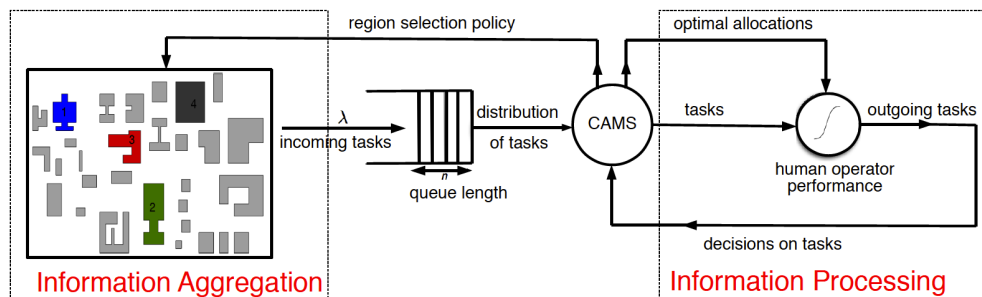 region selection policy
optimal allocations
1
4
3
2
λ
incoming tasks
n
queue length
distribution
of tasks
CAMS
tasks
outgoing tasks
human operator
performance
decisions on tasks
Information Aggregation
Information Processing